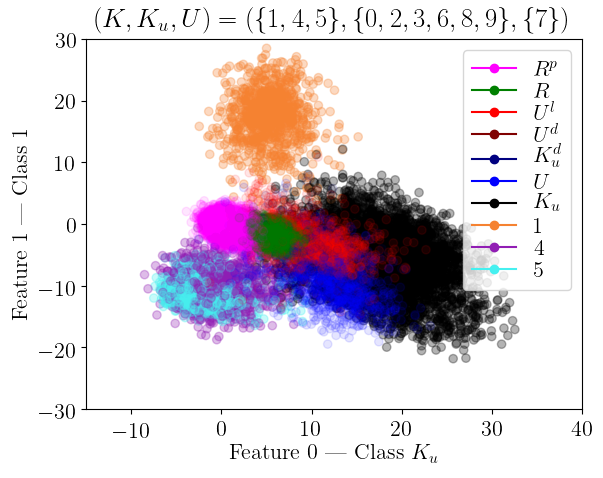 (K, K_u, U) = ({1, 4, 5}, {0, 2, 3, 6, 8, 9}, {7})
30
20
10
0
−10
−20
−30
Feature 1 — Class 1
R^p
R
U^l
U^d
K_u^d
U
K_u
1
4
5
−10
0
10
20
30
40
Feature 0 — Class K_u